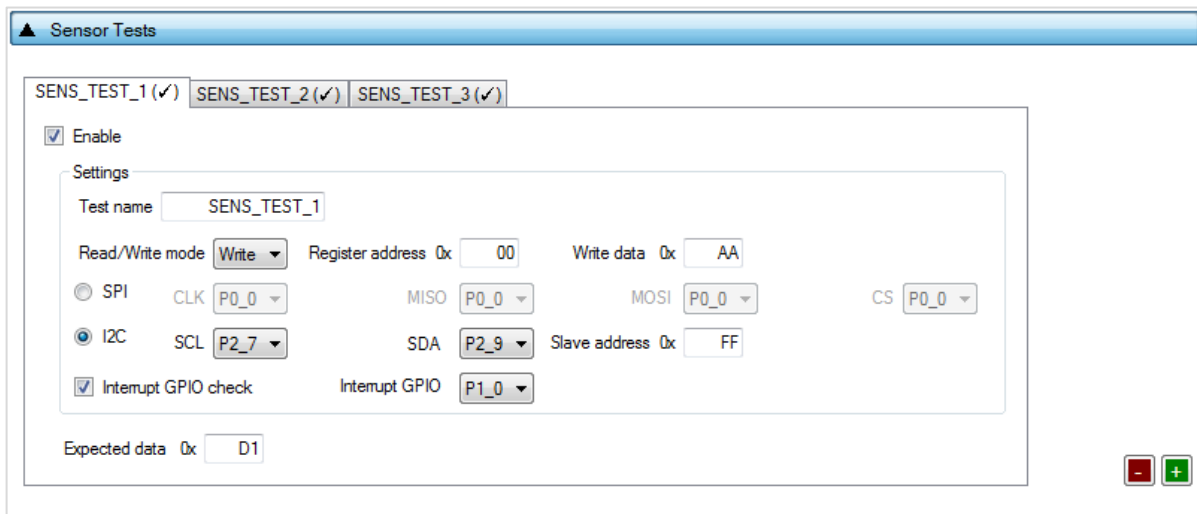 ▲ Sensor Tests
SENS_TEST_1 (✓) SENS_TEST_2 (✓) SENS_TEST_3 (✓)
Enable
Settings
Test name SENS_TEST_1
Read/Write mode Write Register address 0x 00 Write data 0x AA
SPI CLK P0_0 MISO P0_0 MOSI P0_0 CS P0_0
I2C SCL P2_7 SDA P2_9 Slave address 0x FF
Interrupt GPIO check Interrupt GPIO P1_0
Expected data 0x D1
- +